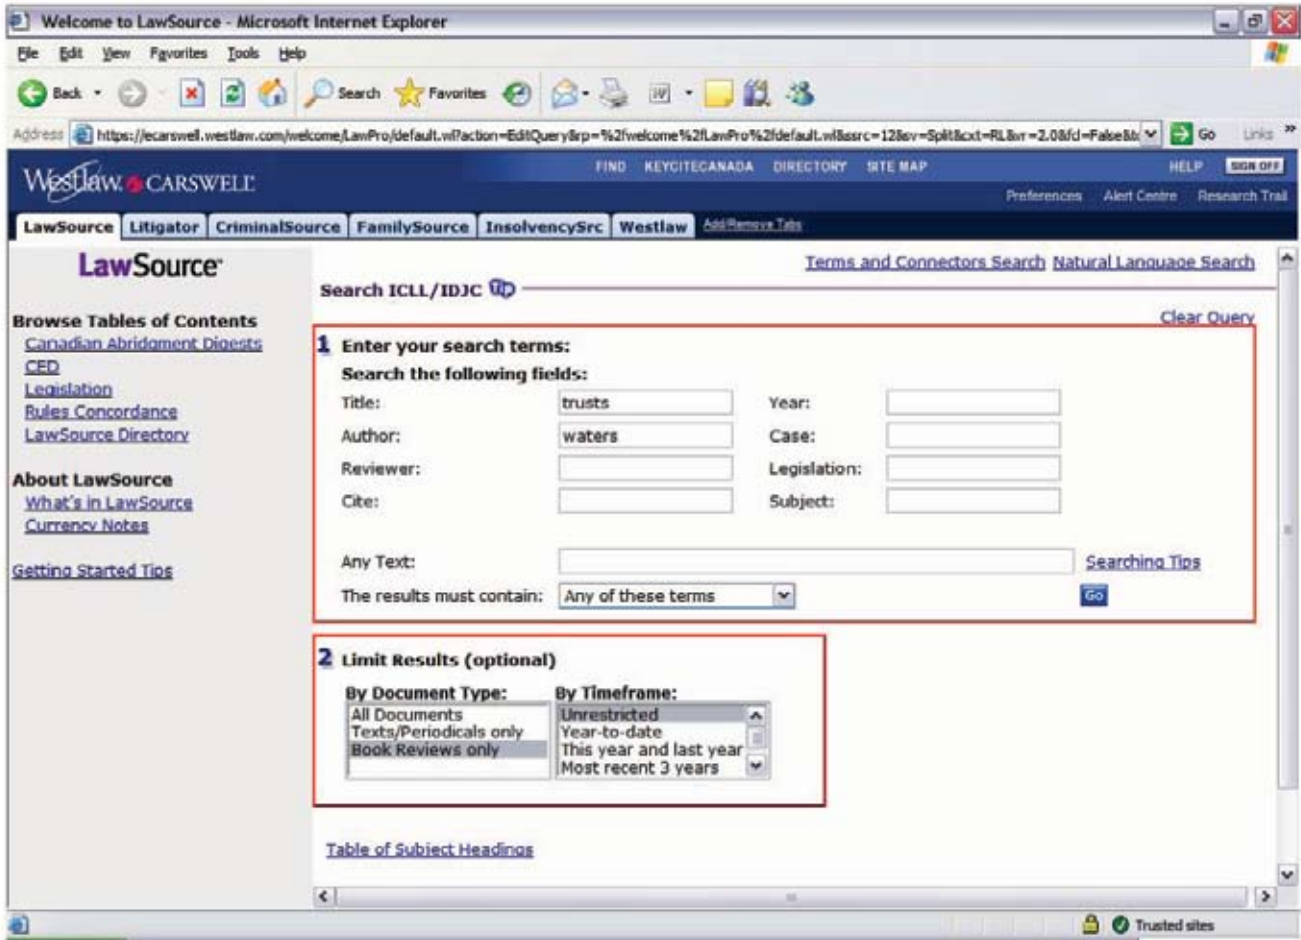 Welcome to LawSource - Microsoft Internet Explorer
File Edit View Favorites Tools Help
Back Search Favorites
Address https://ecarswell.westlaw.com/welcome/LawPro/default.wl?action=EditQuery&rp=%2fwelcome%2fLawPro%2fdefault.wl&ssrc=12&sv=Split&cxt=RL&vr=2.0&fcl=False& Go Links »
Westlaw CARSWELL FIND KEYCITECANADA DIRECTORY SITE MAP HELP SIGN OFF
Preferences Alert Centre Research Trail
LawSource Litigator CriminalSource FamilySource InsolvencySrc Westlaw Add/Remove Tabs
LawSource
Terms and Connectors Search Natural Language Search
Search ICLL/IDJC
Clear Query
Browse Tables of Contents
Canadian Abridgment Digests
CED
Legislation
Rules Concordance
LawSource Directory
About LawSource
What's in LawSource
Currency Notes
Getting Started Tips
1 Enter your search terms:
Search the following fields:
Title: trusts Year:
Author: waters Case:
Reviewer: Legislation:
Cite: Subject:
Any Text: Searching Tips
The results must contain: Any of these terms Go
2 Limit Results (optional)
By Document Type: By Timeframe:
All Documents Unrestricted
Texts/Periodicals only Year-to-date
Book Reviews only This year and last year
Most recent 3 years
Table of Subject Headings
Trusted sites